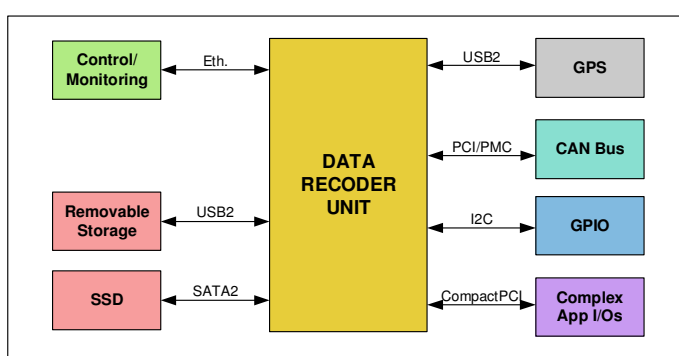 Control/
Monitoring
Eth.
USB2
GPS
DATA
RECODER
UNIT
PCI/PMC
CAN Bus
Removable
Storage
USB2
I2C
GPIO
SSD
SATA2
CompactPCI
Complex
App I/Os